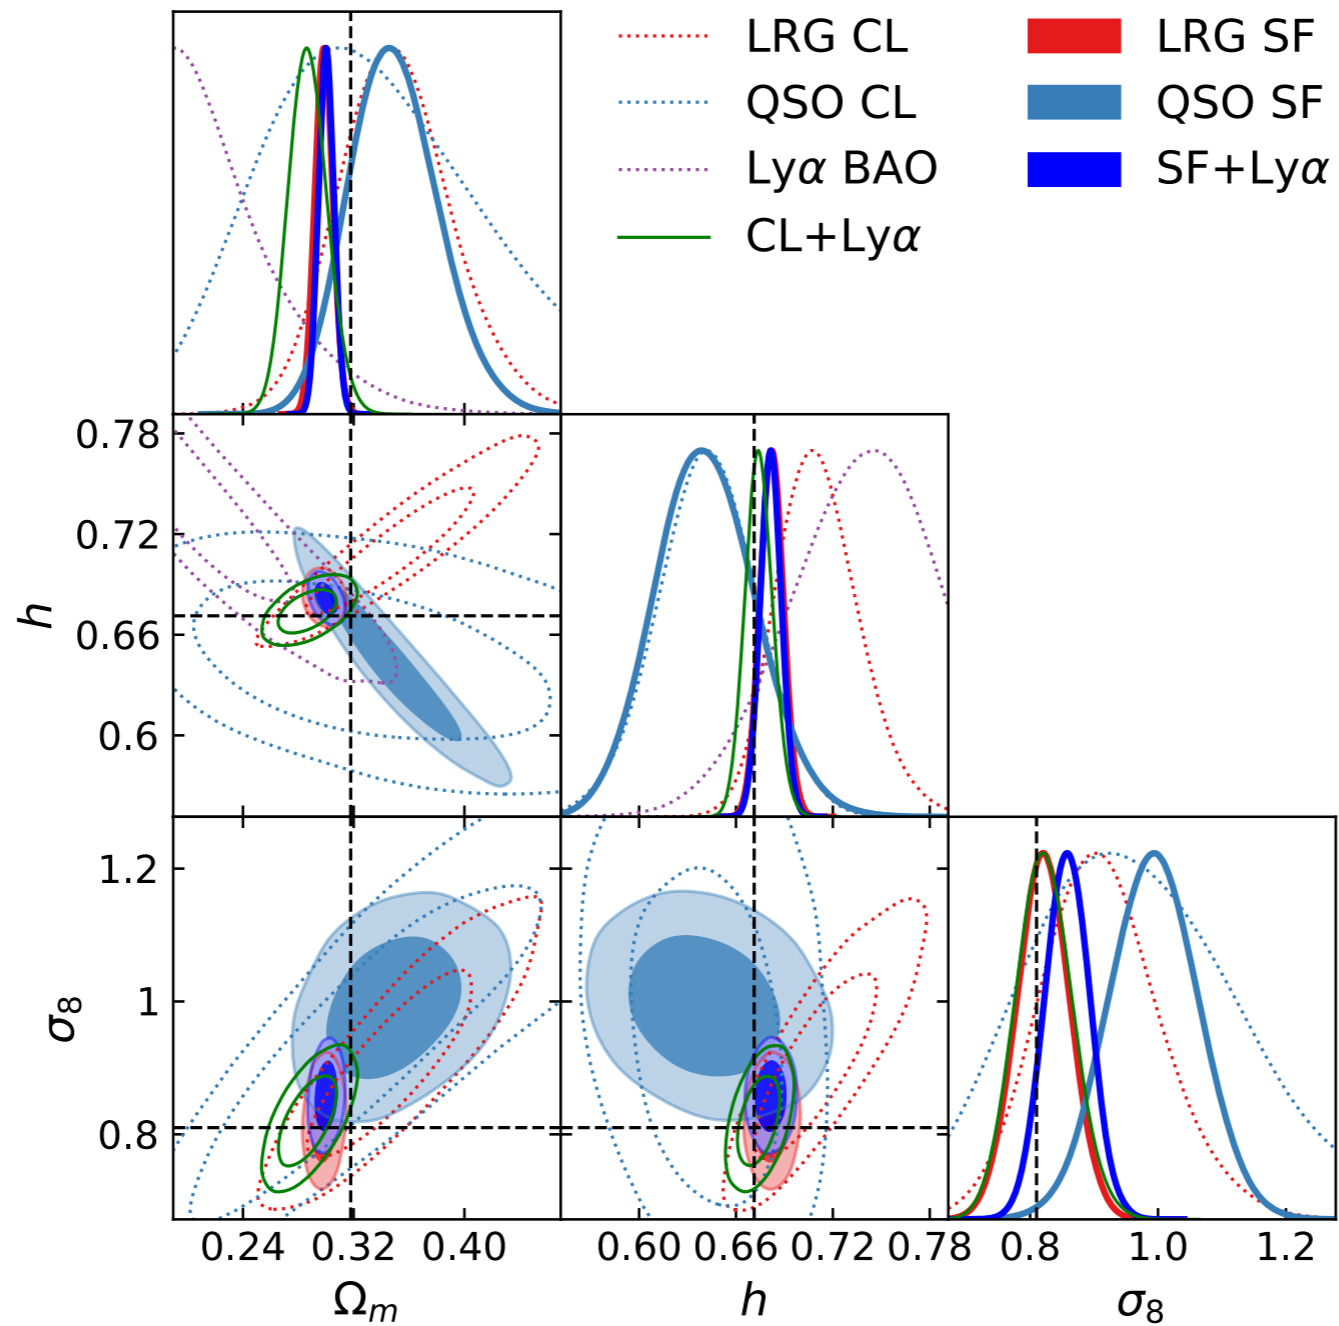 LRG CL
LRG SF
QSO CL
QSO SF
Lyα BAO
SF+Lyα
CL+Lyα
0.78
0.72
0.66
0.6
h
1.2
1
0.8
σ₈
0.24 0.32 0.40
0.60 0.66 0.72 0.78
0.8 1.0 1.2
Ωₘ
h
σ₈